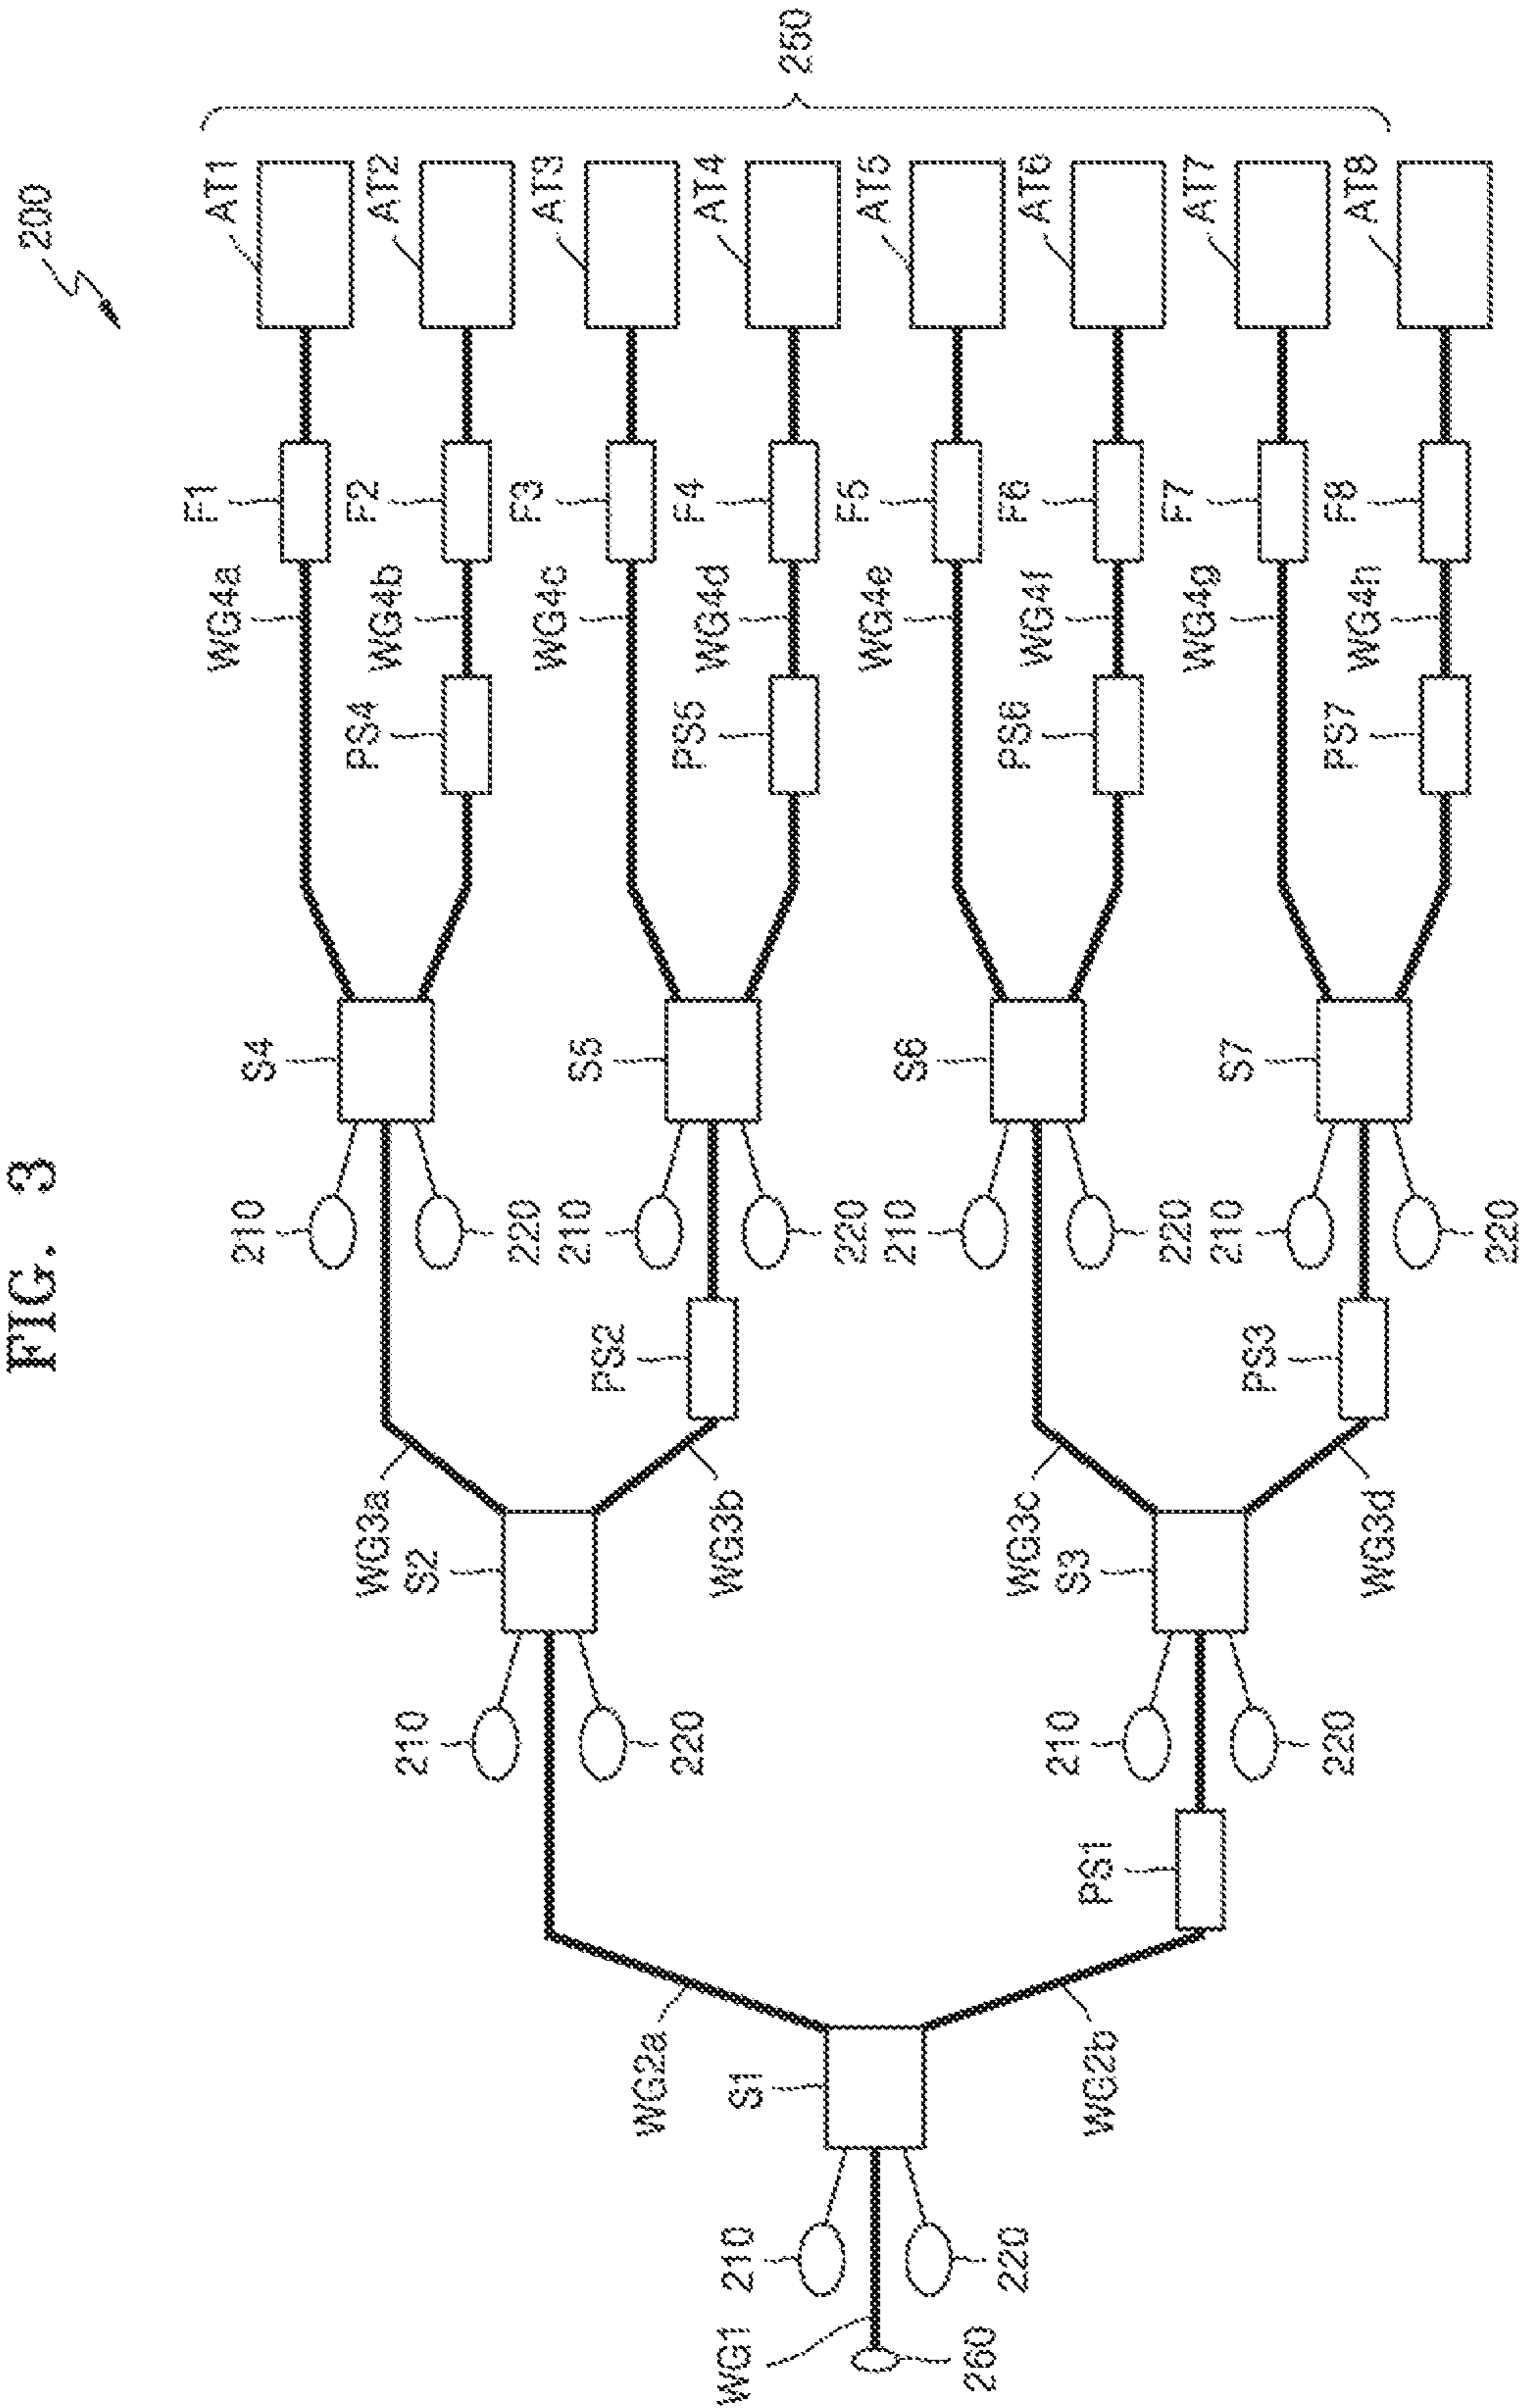 FIG. 3
200
250
AT1
AT2
AT3
AT4
AT5
AT6
AT7
AT8
F1
F2
F3
F4
F5
F6
F7
F8
WG4a
WG4b
WG4c
WG4d
WG4e
WG4f
WG4g
WG4h
PS4
PS5
PS6
PS7
S4
S5
S6
S7
210
220
210
220
210
220
210
220
PS2
PS3
WG3a
WG3b
WG3c
WG3d
S2
S3
210
220
210
220
PS1
WG2a
WG2b
S1
210
220
WG1
260